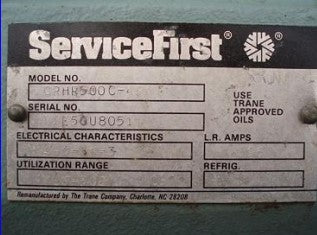 ServiceFirst®
MODEL NO.
CRHR500C-
USE
TRANE
APPROVED
OILS
SERIAL NO.
ELECTRICAL CHARACTERISTICS
L.R. AMPS
UTILIZATION RANGE
REFRIG.
Remanufactured by The Trane Company, Charlotte, NC 28208